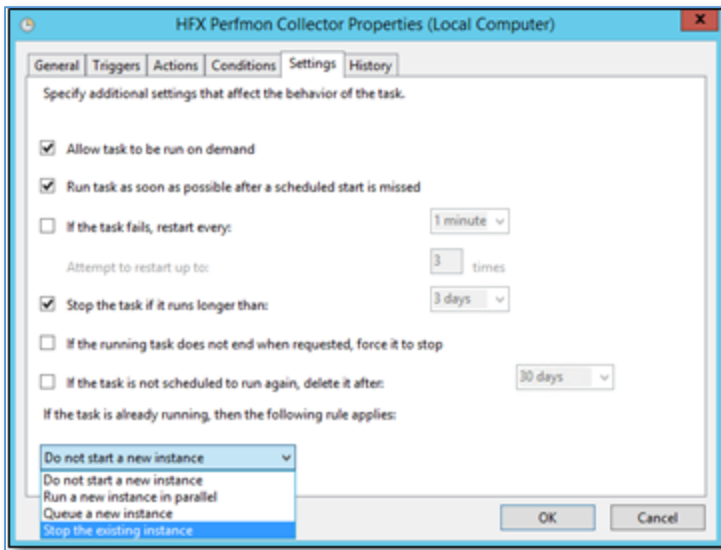 HFX Perfmon Collector Properties (Local Computer)
x
General Triggers Actions Conditions Settings History
Specify additional settings that affect the behavior of the task.
Allow task to be run on demand
Run task as soon as possible after a scheduled start is missed
If the task fails, restart every: 1 minute
Attempt to restart up to: 3 times
Stop the task if it runs longer than: 3 days
If the running task does not end when requested, force it to stop
If the task is not scheduled to run again, delete it after: 30 days
If the task is already running, then the following rule applies:
Do not start a new instance
Do not start a new instance
Run a new instance in parallel
Queue a new instance
Stop the existing instance
OK Cancel